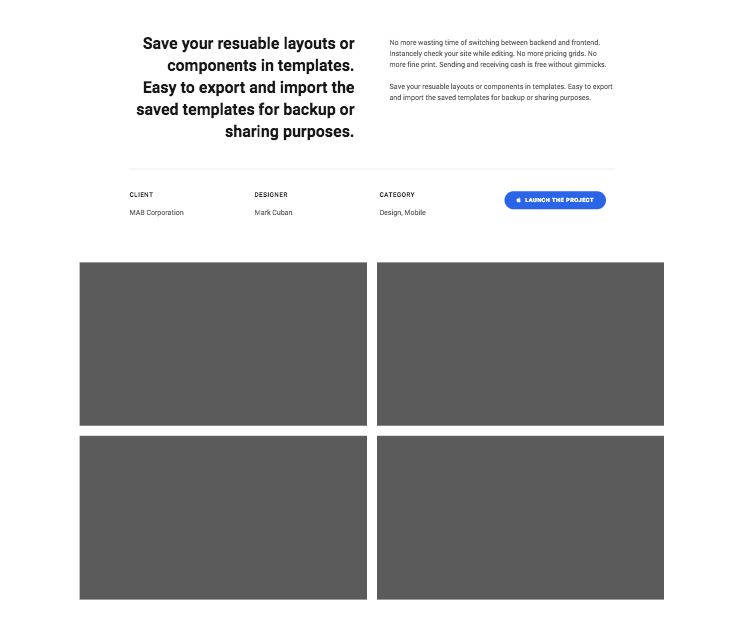 Save your resuable layouts or
components in templates.
Easy to export and import the
saved templates for backup or
sharing purposes.
No more wasting time of switching between backend and frontend.
Instancely check your site while editing. No more pricing grids. No
more fine print. Sending and receiving cash is free without gimmicks.
Save your resuable layouts or components in templates. Easy to export
and import the saved templates for backup or sharing purposes.
CLIENT
MAB Corporation
DESIGNER
Mark Cuban
CATEGORY
Design, Mobile
LAUNCH THE PROJECT